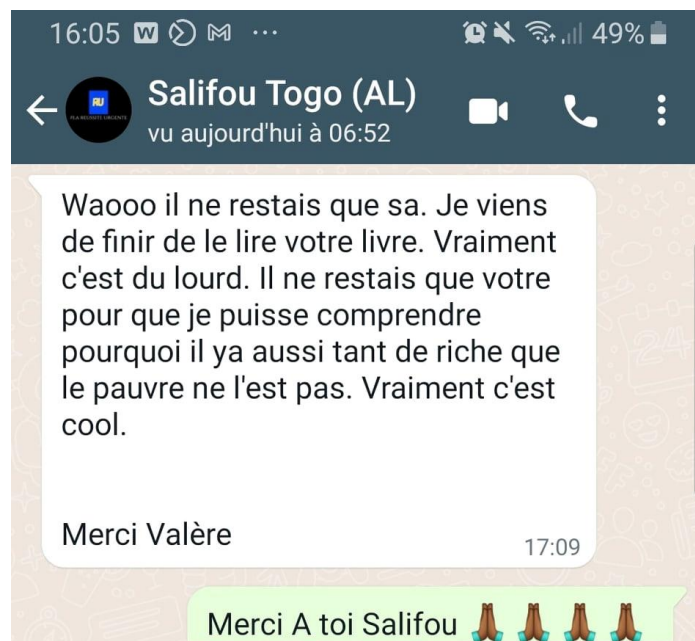 16:05 W M ... 49%
Salifou Togo (AL)
vu aujourd'hui à 06:52
RU
Waooo il ne restais que sa. Je viens
de finir de le lire votre livre. Vraiment
c'est du lourd. Il ne restais que votre
pour que je puisse comprendre
pourquoi il ya aussi tant de riche que
le pauvre ne l'est pas. Vraiment c'est
cool.
Merci Valère
17:09
Merci A toi Salifou 🙏🏾 🙏🏾 🙏🏾 🙏🏾